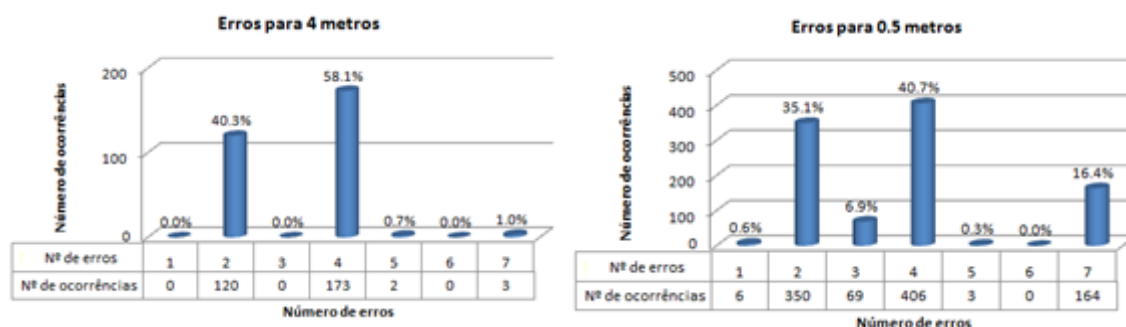 Erros para 4 metros
Número de ocorrências
200
100
0
0.0%
40.3%
0.0%
58.1%
0.7%
0.0%
1.0%
Nº de erros 1 2 3 4 5 6 7
Nº de ocorrências 0 120 0 173 2 0 3
Número de erros
Erros para 0.5 metros
Número de ocorrências
500
400
300
200
100
0
0.6%
35.1%
6.9%
40.7%
0.3%
0.0%
16.4%
Nº de erros 1 2 3 4 5 6 7
Nº de ocorrências 6 350 69 406 3 0 164
Número de erros